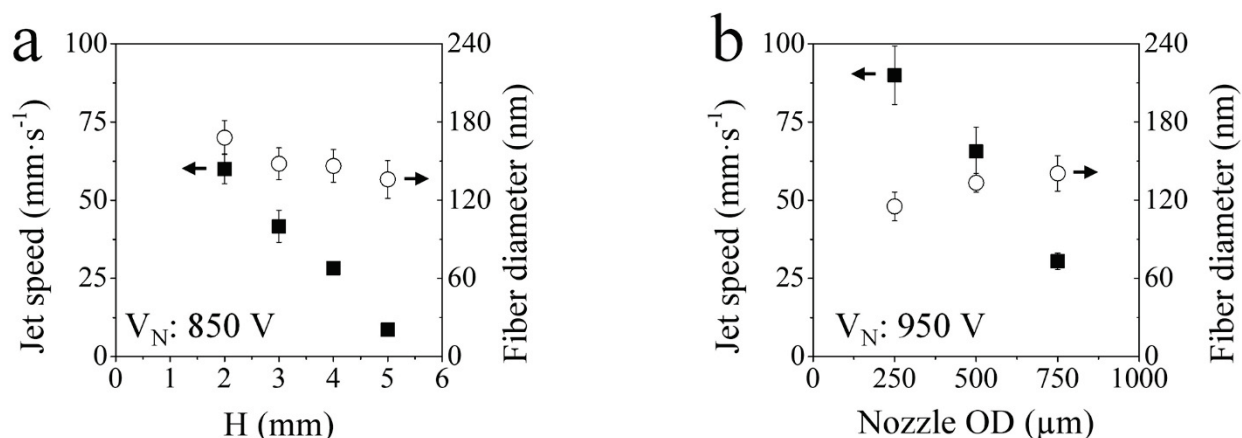 a
100
75
50
25
0
Jet speed (mm·s⁻¹)
240
180
120
60
0
Fiber diameter (nm)
V_N: 850 V
0 1 2 3 4 5 6
H (mm)
b
100
75
50
25
0
Jet speed (mm·s⁻¹)
240
180
120
60
0
Fiber diameter (nm)
V_N: 950 V
0 250 500 750 1000
Nozzle OD (µm)